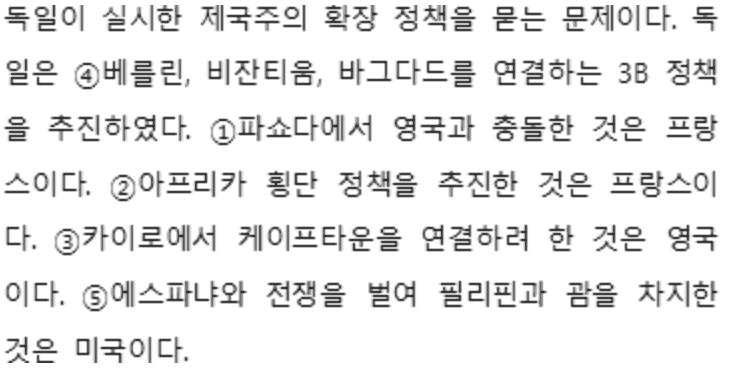 독일이 실시한 제국주의 확장 정책을 묻는 문제이다. 독
일은 ④베를린, 비잔티움, 바그다드를 연결하는 3B 정책
을 추진하였다. ①파쇼다에서 영국과 충돌한 것은 프랑
스이다. ②아프리카 횡단 정책을 추진한 것은 프랑스이
다. ③카이로에서 케이프타운을 연결하려 한 것은 영국
이다. ⑤에스파냐와 전쟁을 벌여 필리핀과 괌을 차지한
것은 미국이다.